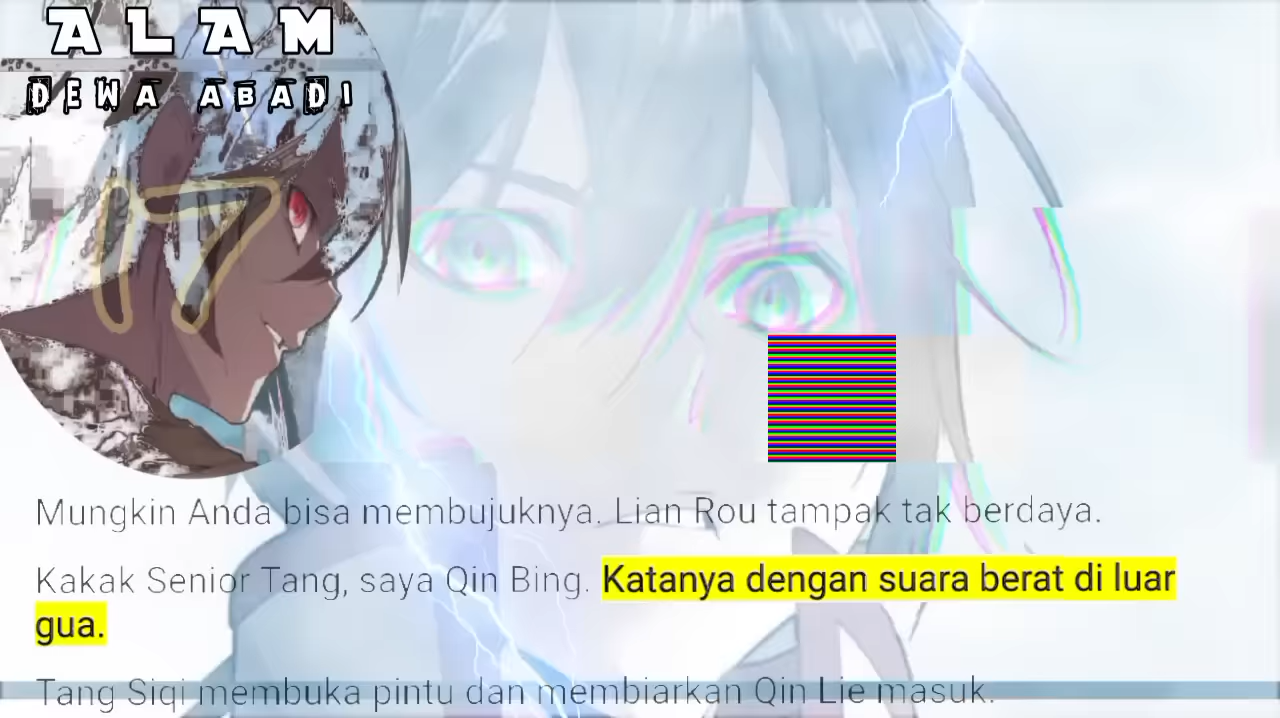 ALAM
DEWA ABADI
17
Mungkin Anda bisa membujuknya. Lian Rou tampak tak berdaya.
Kakak Senior Tang, saya Qin Bing. Katanya dengan suara berat di luar
gua.
Tang Siqi membuka pintu dan membiarkan Qin Lie masuk.